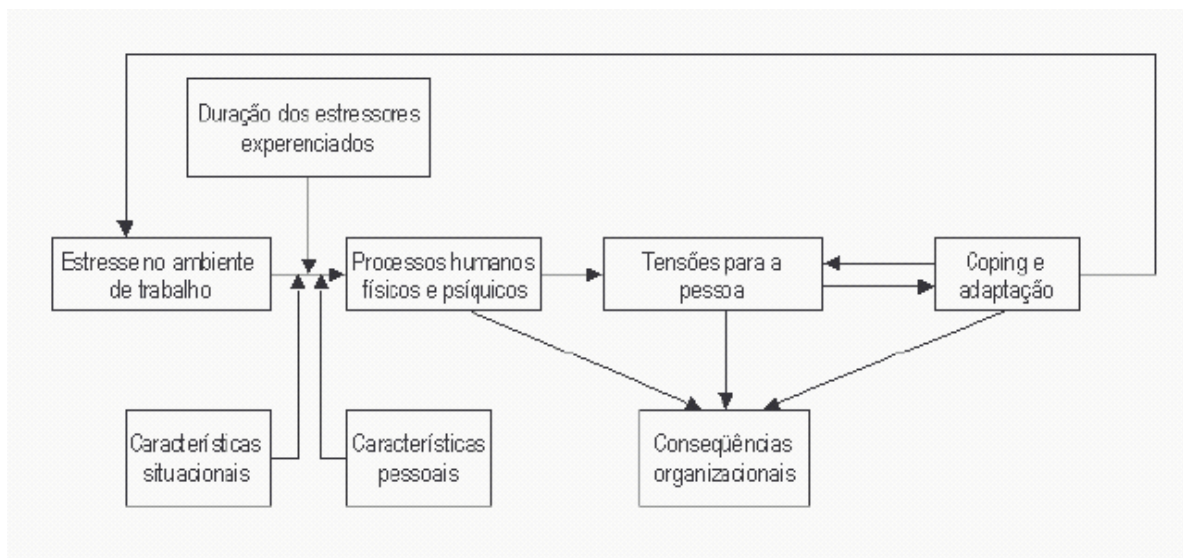 Duração dos estressores
experenciados
Estresse no ambiente
de trabalho
Processos humanos
físicos e psíquicos
Tensões para a
pessoa
Coping e
adaptação
Características
situacionais
Características
pessoais
Conseqüências
organizacionais